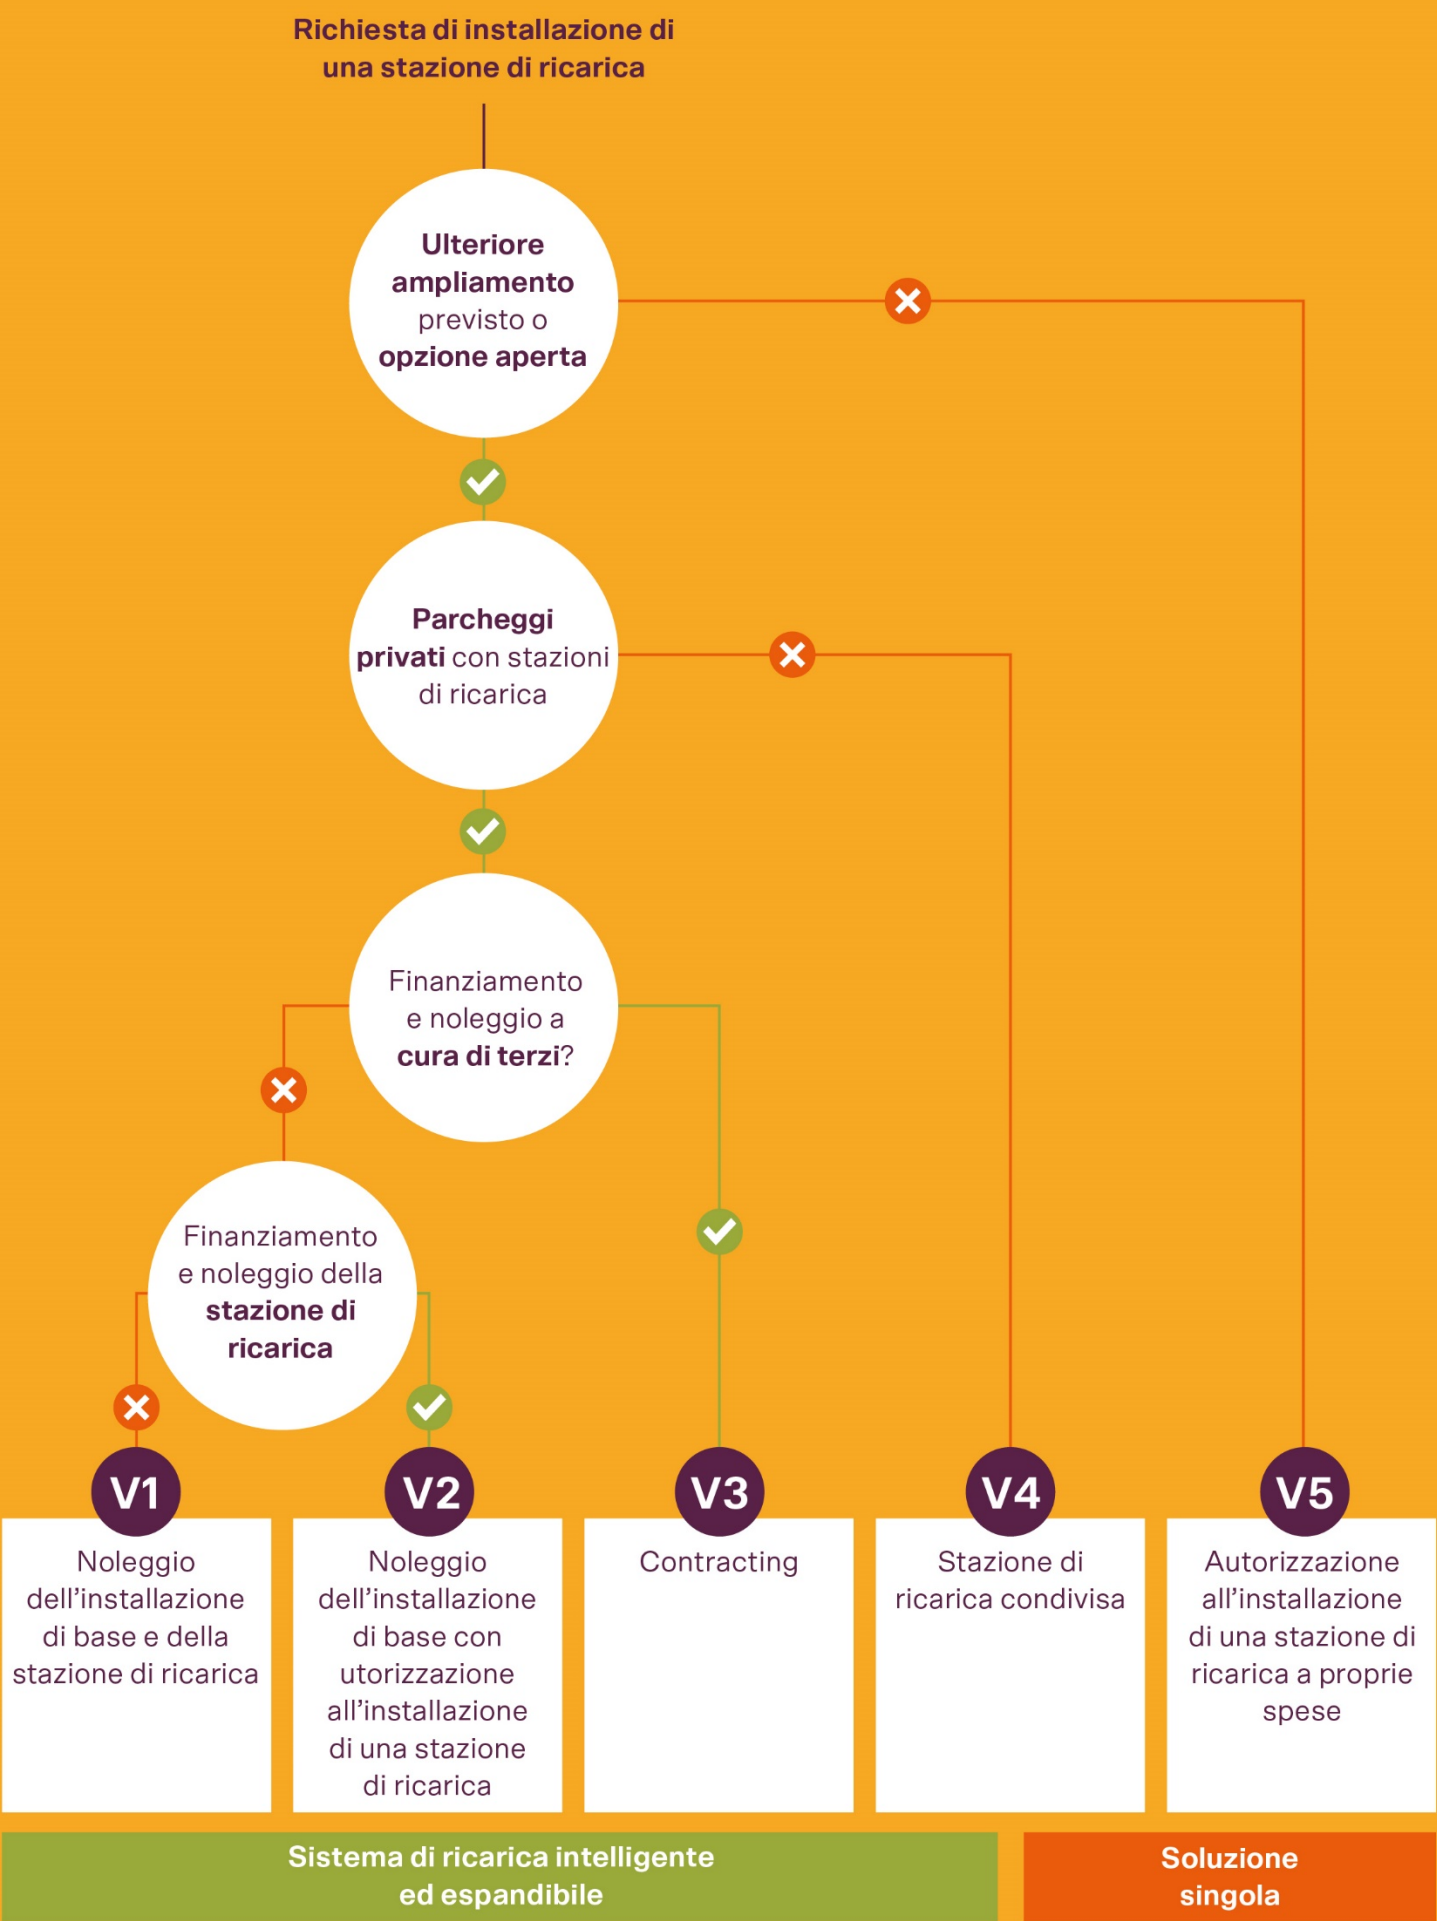 Richiesta di installazione di
una stazione di ricarica
Ulteriore
ampliamento
previsto o
opzione aperta
Parcheggi
privati con stazioni
di ricarica
Finanziamento
e noleggio a
cura di terzi?
Finanziamento
e noleggio della
stazione di
ricarica
V1
Noleggio
dell'installazione
di base e della
stazione di ricarica
V2
Noleggio
dell'installazione
di base con
utorizzazione
all'installazione
di una stazione
di ricarica
V3
Contracting
V4
Stazione di
ricarica condivisa
V5
Autorizzazione
all'installazione
di una stazione di
ricarica a proprie
spese
Sistema di ricarica intelligente
ed espandibile
Soluzione
singola